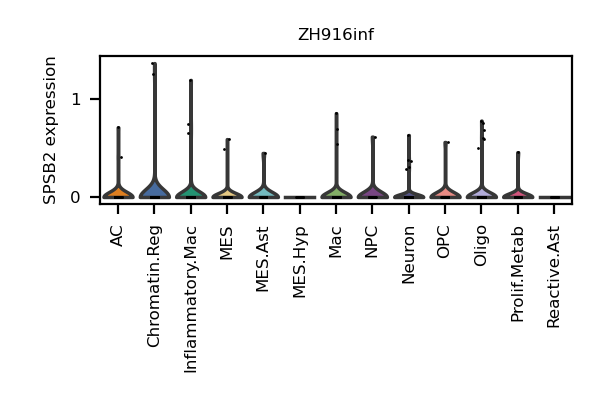 ZH916inf
SPSB2 expression
1
0
AC
Chromatin.Reg
Inflammatory.Mac
MES
MES.Ast
MES.Hyp
Mac
NPC
Neuron
OPC
Oligo
Prolif.Metab
Reactive.Ast